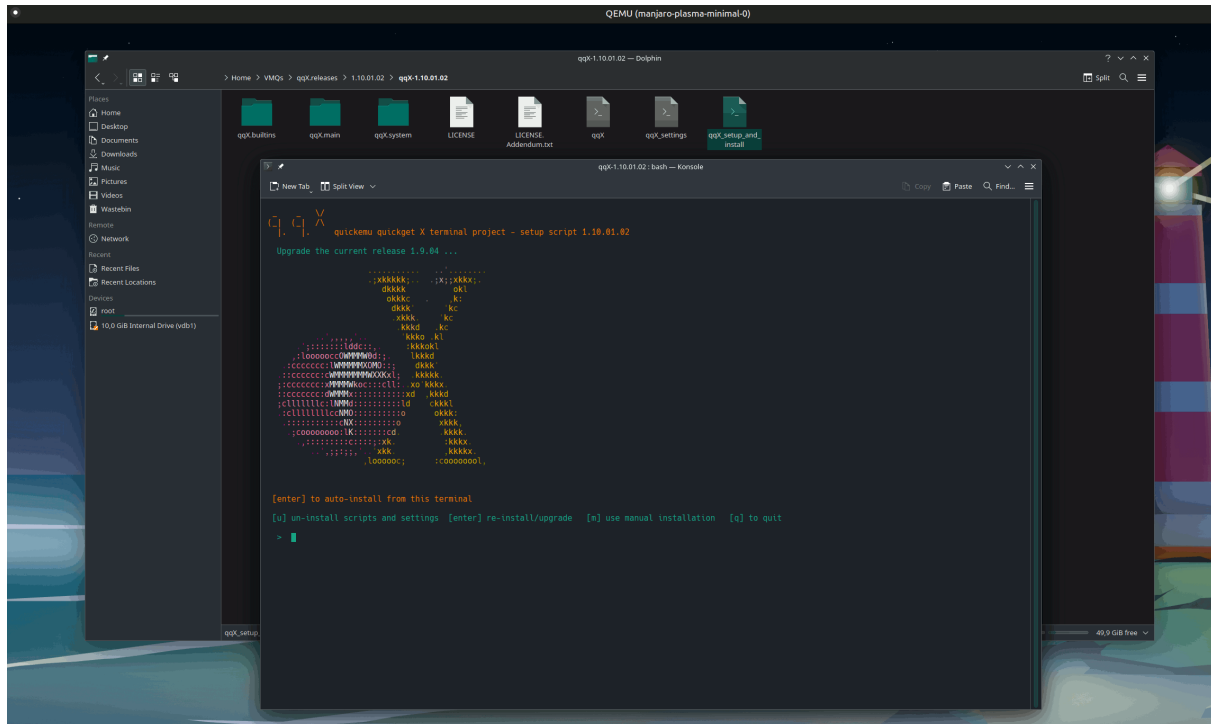 QEMU (manjaro-plasma-minimal-0)
qqX-1.10.01.02 — Dolphin
> Home > VMQs > qqX.releases > 1.10.01.02 > qqX-1.10.01.02
Split
Places
Home
Desktop
Documents
Downloads
Music
Pictures
Videos
Wastebin
Remote
Network
Recent
Recent Files
Recent Locations
Devices
root
10,0 GiB Internal Drive (vdb1)
qqX.builtins
qqX.main
qqX.system
LICENSE
LICENSE.
Addendum.txt
qqX
qqX_settings
qqX_setup_and_
install
qqX-1.10.01.02 : bash — Konsole
New Tab
Split View
Copy
Paste
Find...
quickemu quickget X terminal project - setup script 1.10.01.02
Upgrade the current release 1.9.04 ...
[enter] to auto-install from this terminal
[u] un-install scripts and settings [enter] re-install/upgrade [m] use manual installation [q] to quit
>
qqX_setup_
49,9 GiB free